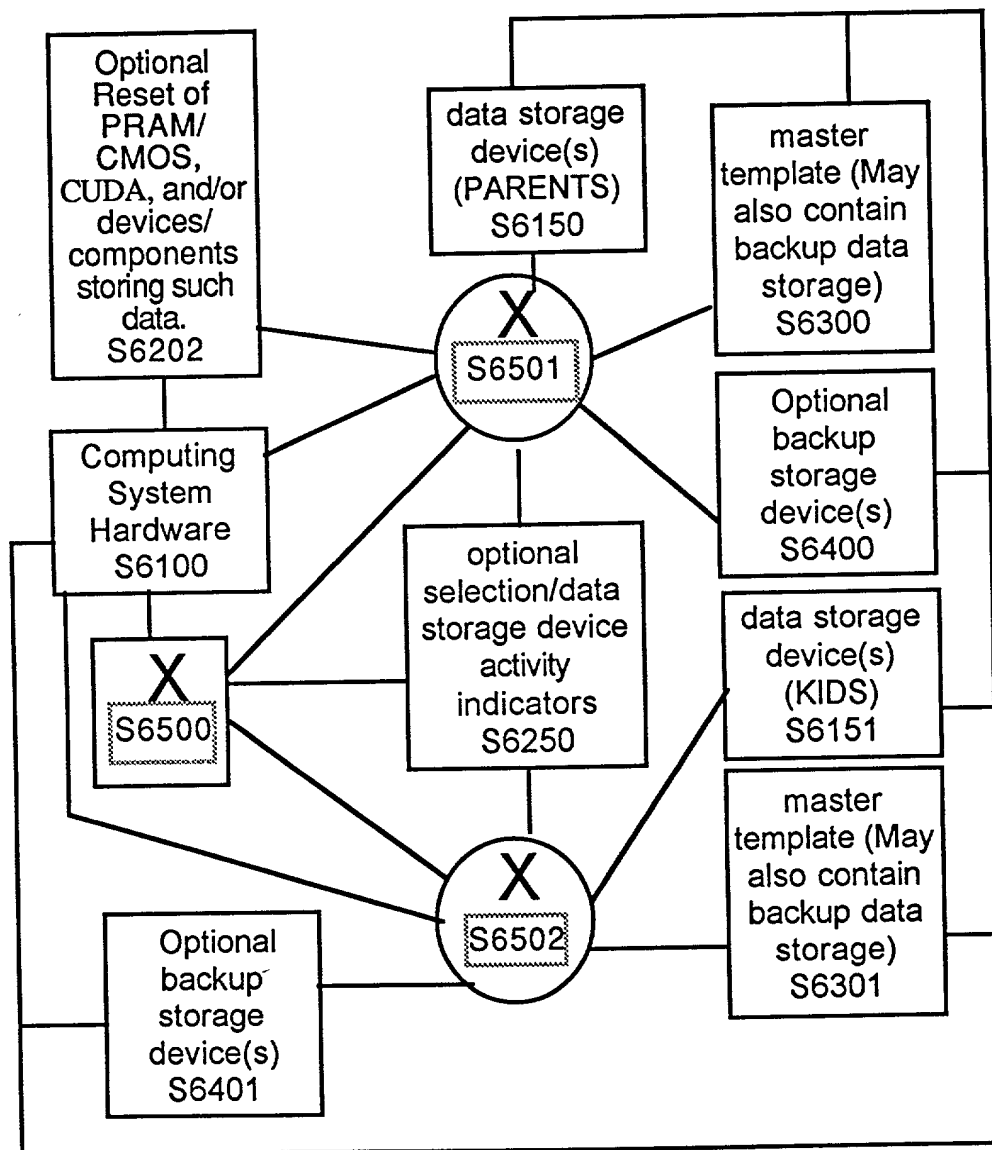 Optional
Reset of
PRAM/
CMOS,
CUDA, and/or
devices/
components
storing such
data.
S6202
data storage
device(s)
(PARENTS)
S6150
master
template (May
also contain
backup data
storage)
S6300
X
S6501
Computing
System
Hardware
S6100
Optional
backup
storage
device(s)
S6400
optional
selection/data
storage device
activity
indicators
S6250
X
S6500
data storage
device(s)
(KIDS)
S6151
master
template (May
also contain
backup data
storage)
S6301
X
S6502
Optional
backup
storage
device(s)
S6401